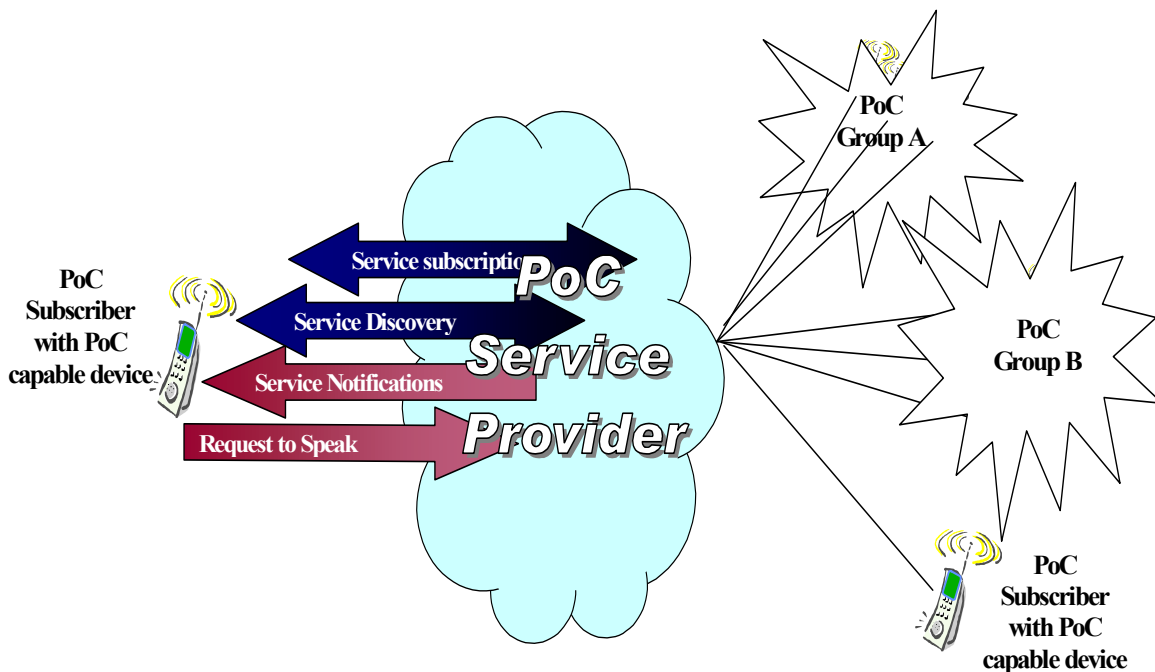 PoC
Group A
PoC
Subscriber
with PoC
capable device
Service subscription
Service Discovery
Service Notifications
Request to Speak
PoC
Service
Provider
PoC
Group B
PoC
Subscriber
with PoC
capable device